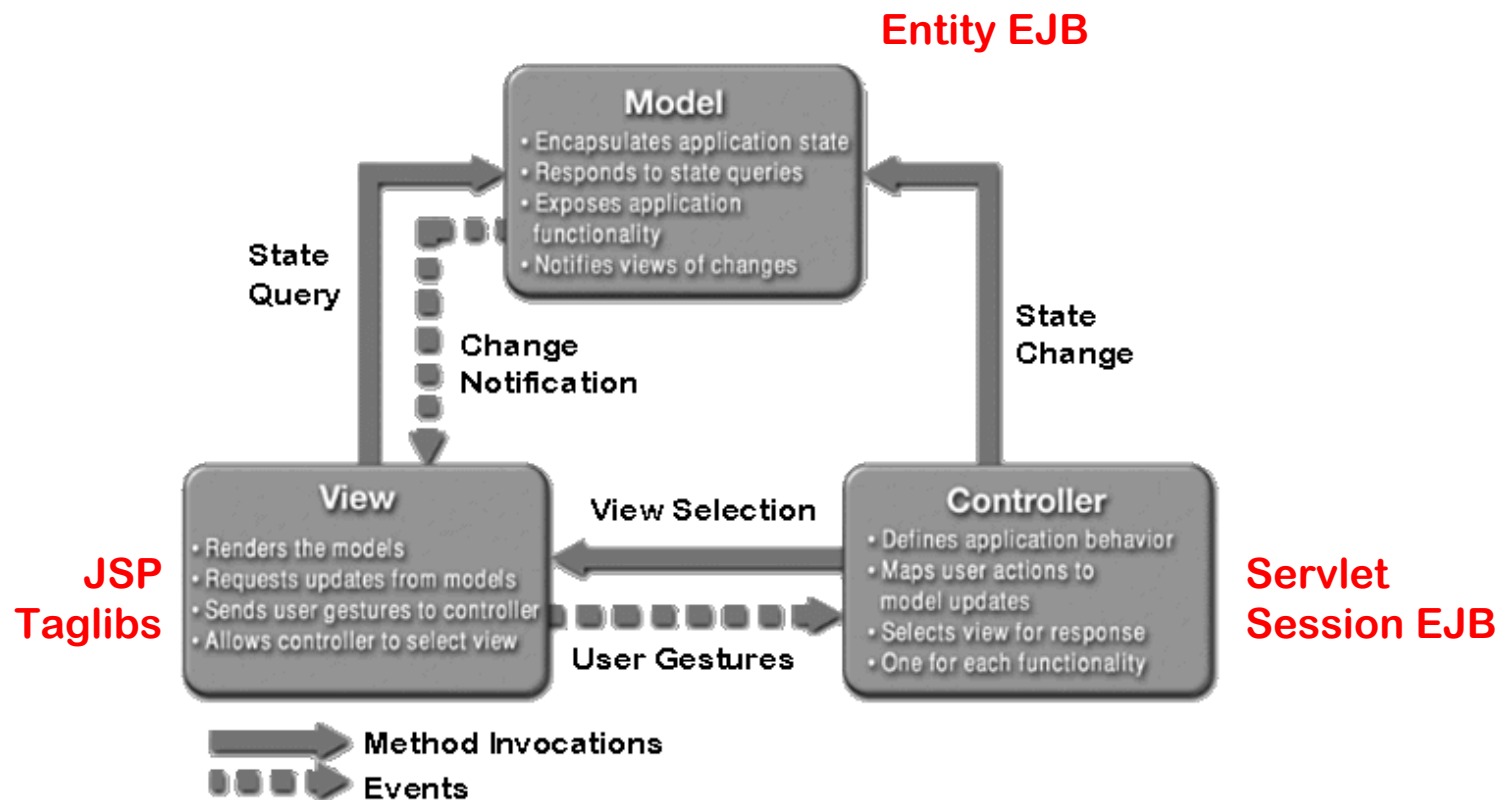 Entity EJB
Model
• Encapsulates application state
• Responds to state queries
• Exposes application
functionality
• Notifies views of changes
State
Query
Change
Notification
State
Change
View
• Renders the models
• Requests updates from models
• Sends user gestures to controller
• Allows controller to select view
JSP
Taglibs
View Selection
User Gestures
Controller
• Defines application behavior
• Maps user actions to
model updates
• Selects view for response
• One for each functionality
Servlet
Session EJB
Method Invocations
Events